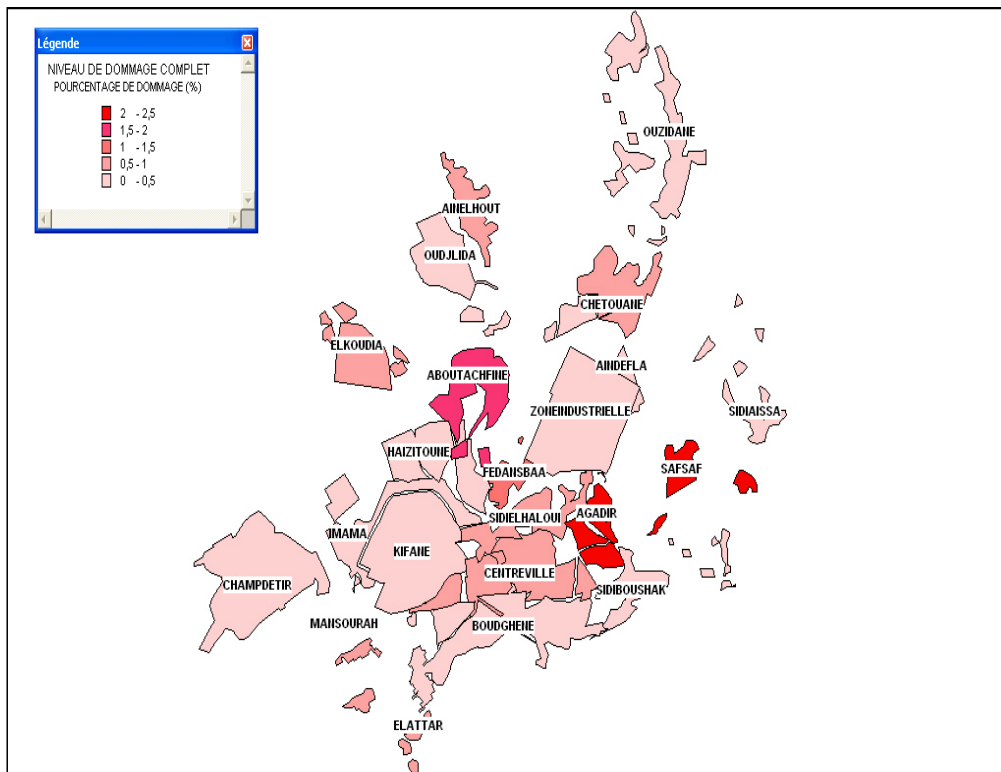 Légende
NIVEAU DE DOMMAGE COMPLET
POURCENTAGE DE DOMMAGE (%)
2 - 2,5
1,5 - 2
1 - 1,5
0,5 - 1
0 - 0,5
OUZIDANE
AINELHOUT
OUDJLIDA
CHETOUANE
ELKOUDIA
AINDEFLA
ABOUTACHFINE
ZONEINDUSTRIELLE
SIDIAISSA
HAIZITOUNE
FEDANSBAA
SAFSAF
SIDIELHALOUI
AGADIR
IMAMA
KIFANE
CENTREVILLE
CHAMPDETIR
SIDIBOUSHAK
MANSOURAH
BOUDGHENE
ELATTAR